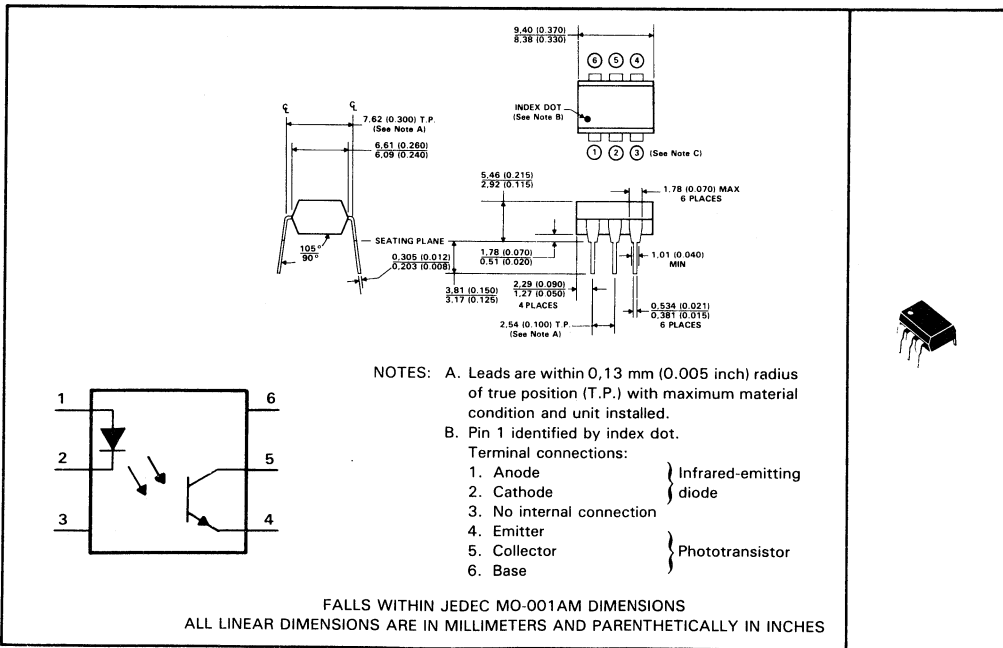 9,40 (0.370)
8,38 (0.330)
6 5 4
INDEX DOT
(See Note B)
1 2 3 (See Note C)
℄ ℄
7,62 (0.300) T.P.
(See Note A)
6,61 (0.260)
6,09 (0.240)
5,46 (0.215)
2,92 (0.115)
1,78 (0.070) MAX
6 PLACES
105°
90°
SEATING PLANE
0,305 (0.012)
0,203 (0.008)
1,78 (0.070)
0,51 (0.020)
1,01 (0.040)
MIN
3,81 (0.150)
3,17 (0.125)
2,29 (0.090)
1,27 (0.050)
4 PLACES
0,534 (0.021)
0,381 (0.015)
6 PLACES
2,54 (0.100) T.P.
(See Note A)
NOTES: A. Leads are within 0,13 mm (0.005 inch) radius
of true position (T.P.) with maximum material
condition and unit installed.
B. Pin 1 identified by index dot.
Terminal connections:
1. Anode } Infrared-emitting
2. Cathode } diode
3. No internal connection
4. Emitter
5. Collector } Phototransistor
6. Base
1 6
2 5
3 4
FALLS WITHIN JEDEC MO-001AM DIMENSIONS
ALL LINEAR DIMENSIONS ARE IN MILLIMETERS AND PARENTHETICALLY IN INCHES